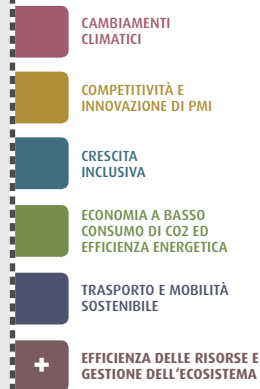 CAMBIAMENTI
CLIMATICI
COMPETITIVITÀ E
INNOVAZIONE DI PMI
CRESCITA
INCLUSIVA
ECONOMIA A BASSO
CONSUMO DI CO2 ED
EFFICIENZA ENERGETICA
TRASPORTO E MOBILITÀ
SOSTENIBILE
+
EFFICIENZA DELLE RISORSE E
GESTIONE DELL'ECOSISTEMA